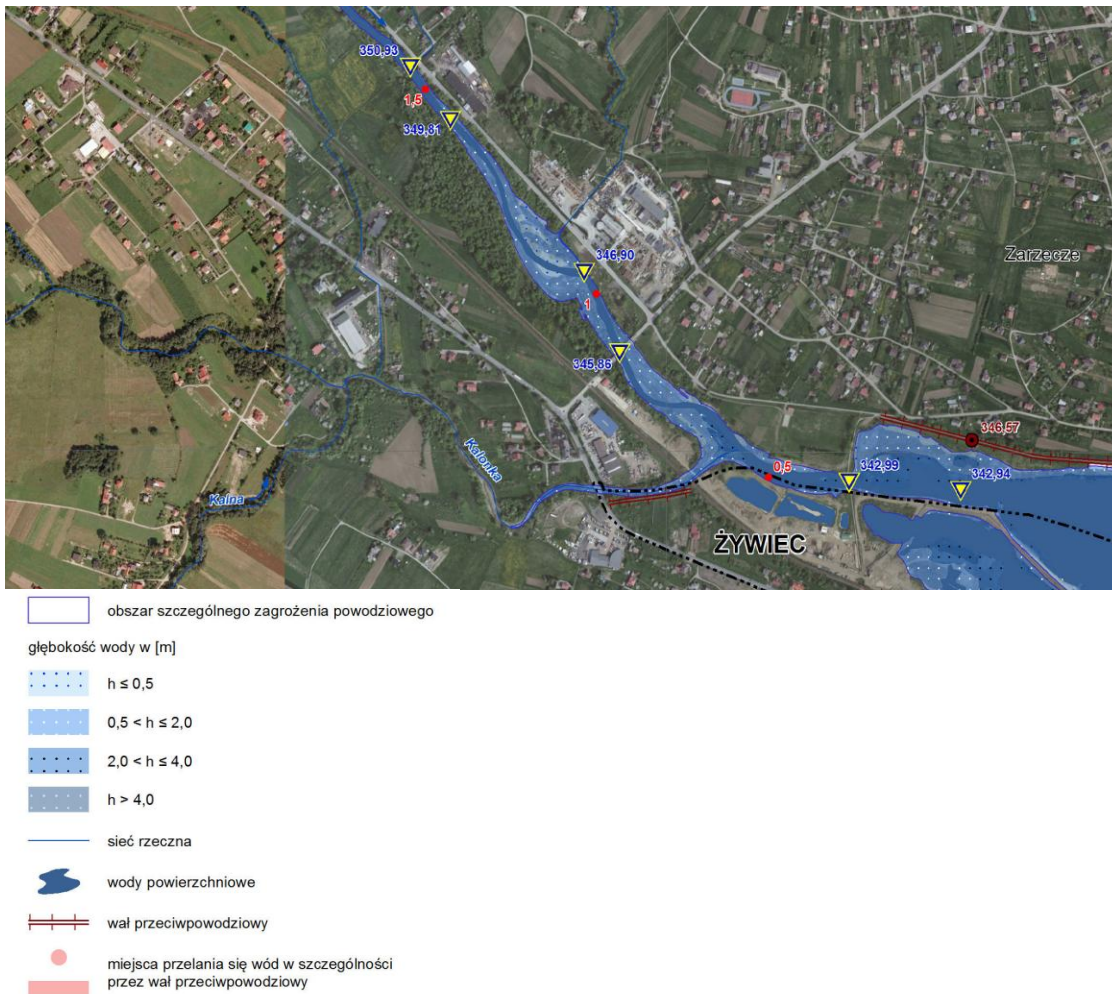 350,93
1,5
349,81
346,90
Zarzecze
1
345,86
346,57
Kalonka
0,5
342,99
342,94
Kalna
ŻYWIEC
obszar szczególnego zagrożenia powodziowego
głębokość wody w [m]
h ≤ 0,5
0,5 < h ≤ 2,0
2,0 < h ≤ 4,0
h > 4,0
sieć rzeczna
wody powierzchniowe
wał przeciwpowodziowy
miejsca przelania się wód w szczególności
przez wał przeciwpowodziowy